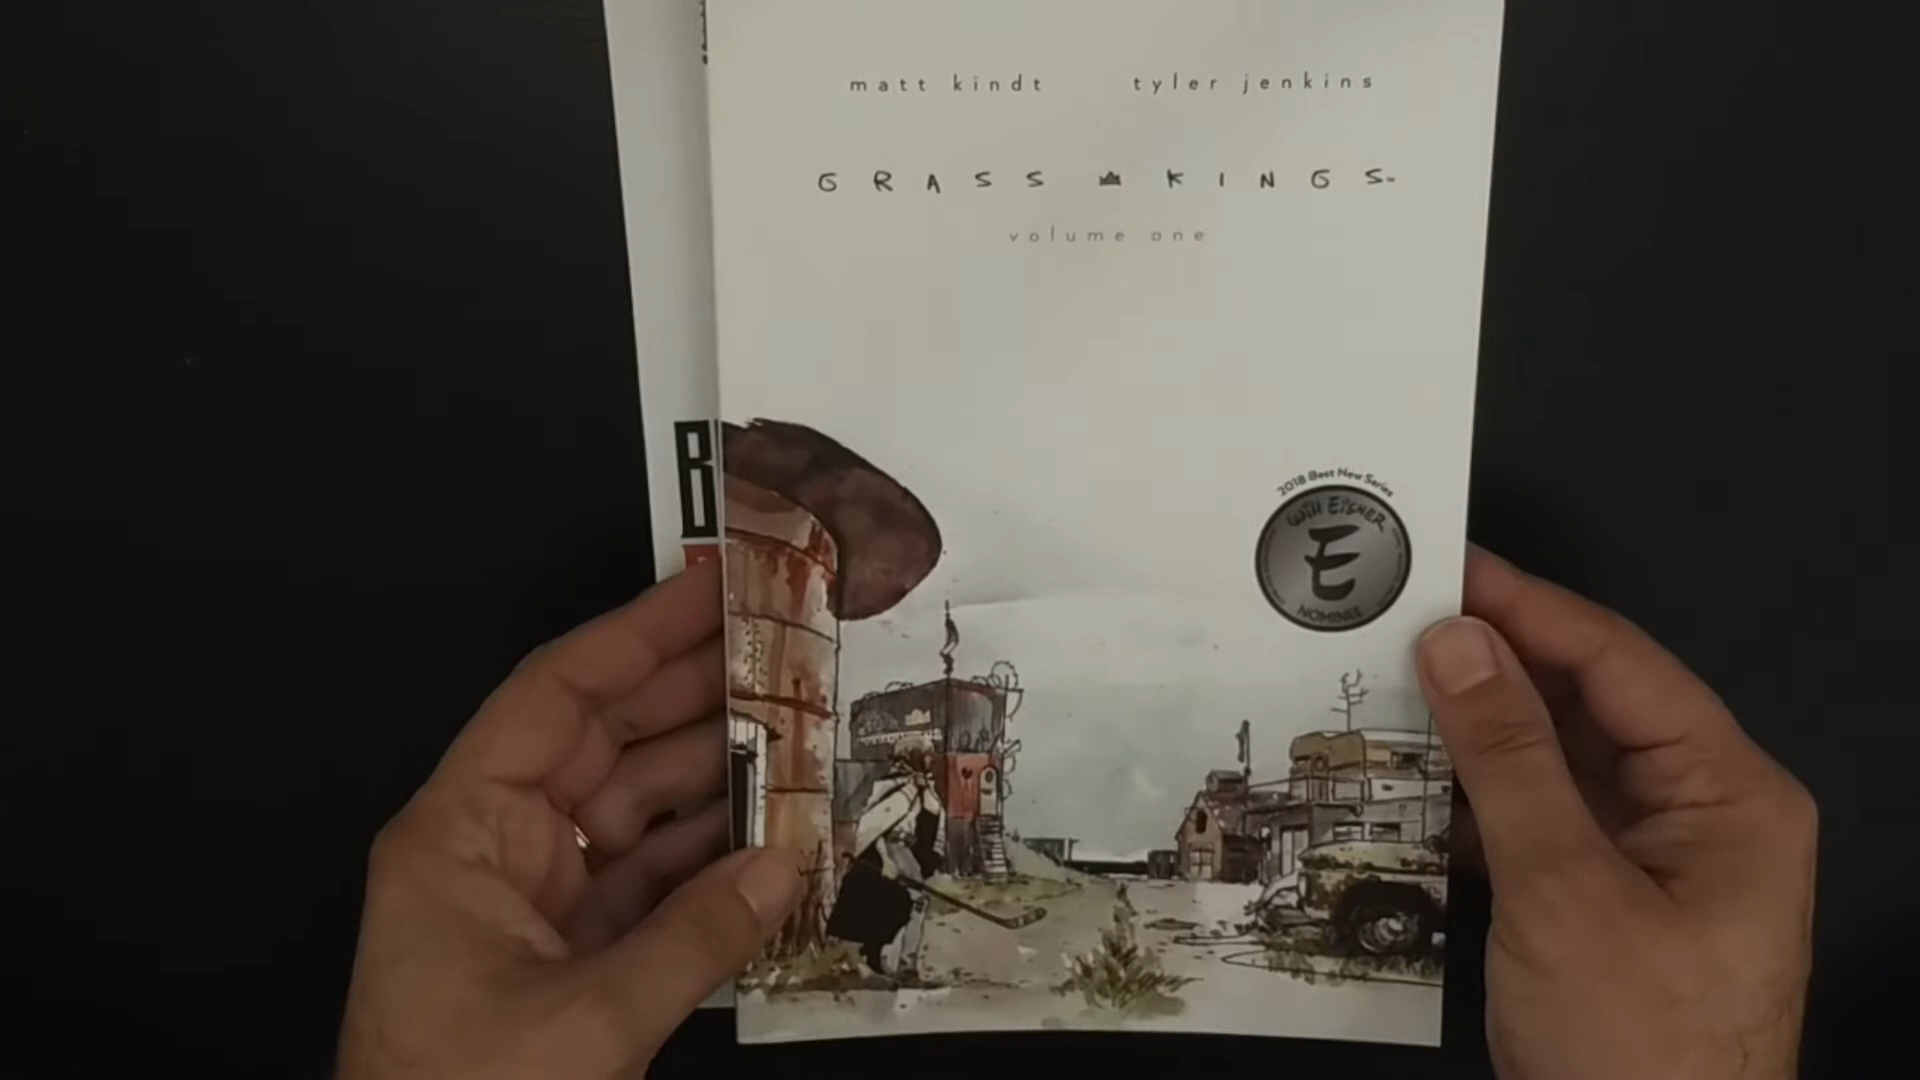 matt kindt tyler jenkins
GRASS KINGS
volume one
2018 Best New Series
Will EiSNER
E
NOMINEE
B